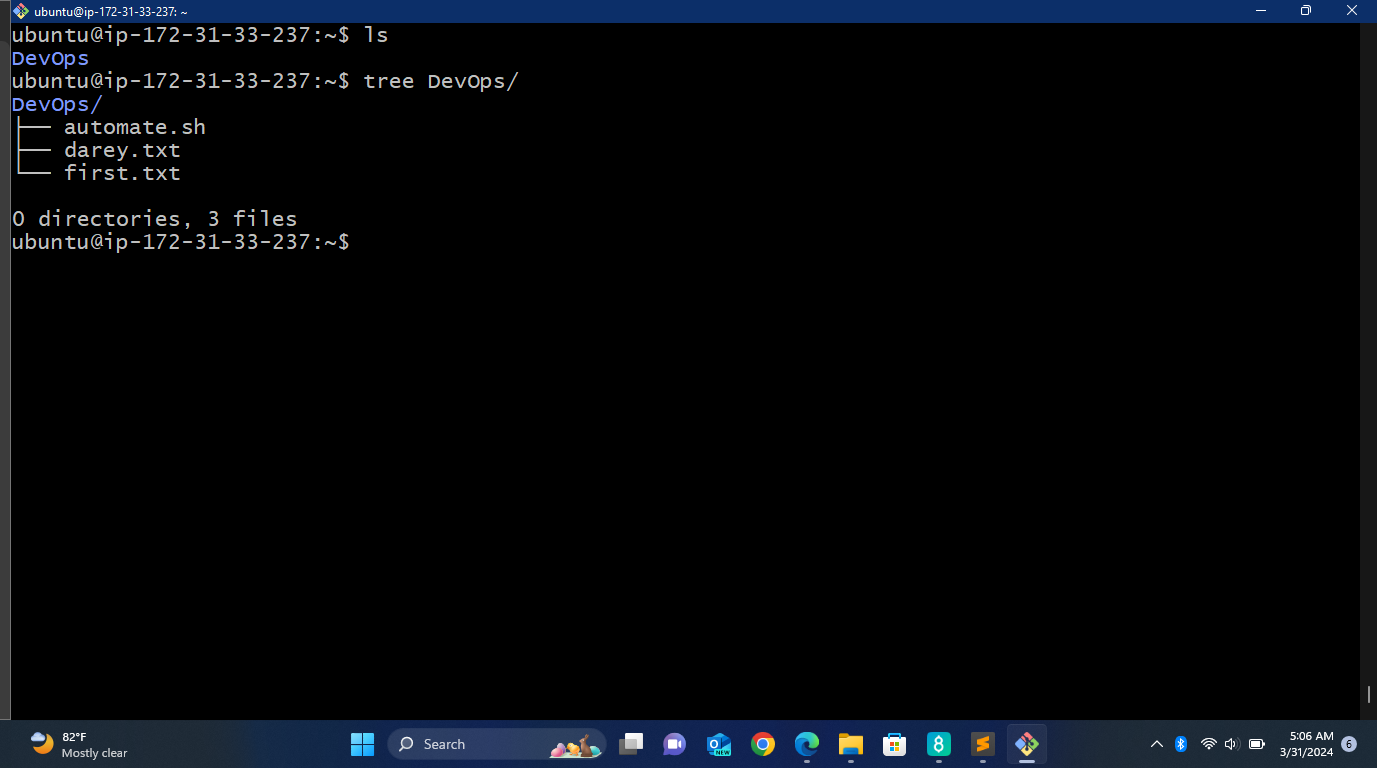 ubuntu@ip-172-31-33-237: ~
ubuntu@ip-172-31-33-237:~$ ls
DevOps
ubuntu@ip-172-31-33-237:~$ tree DevOps/
DevOps/
├── automate.sh
├── darey.txt
└── first.txt
0 directories, 3 files
ubuntu@ip-172-31-33-237:~$
82°F
Mostly clear
Search
NEW
5:06 AM
3/31/2024
6